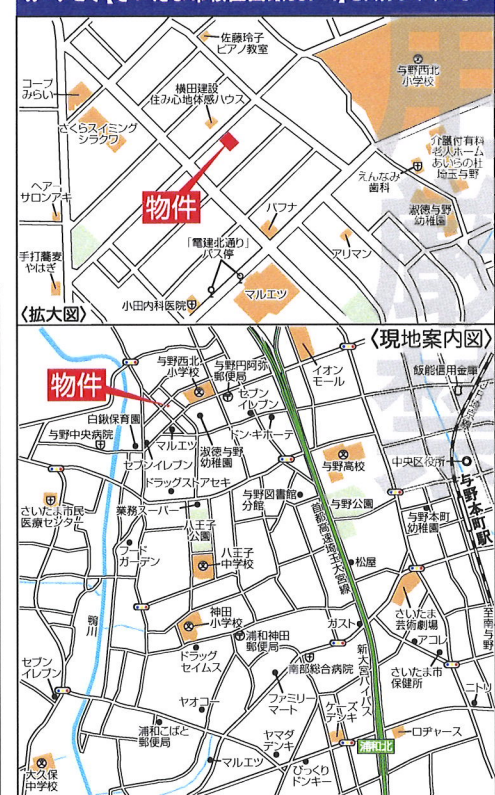 佐藤玲子
ピアノ教室
与野西北
小学校
コープ
みらい
横田建設
住み心地体感ハウス
さくらスイミング
シラクワ
介護付有料
老人ホーム
あいらの杜
埼玉与野
えんなみ
歯科
物件
ヘアー
サロンアキ
パフナ
淑徳与野
幼稚園
「電建北通り」
バス停
アリマン
手打蕎麦
やはぎ
小田内科医院
マルエツ
〈拡大図〉
〈現地案内図〉
与野西北
小学校
与野円阿弥
郵便局
イオン
モール
飯能信用金庫
物件
セブン
イレブン
白鍬保育園
与野中央病院
マルエツ
淑徳与野
幼稚園
ドン・キホーテ
セブンイレブン
与野高校
中央区役所
与野本町駅
ドラッグストアセキ
さいたま市民
医療センター
業務スーパー
与野図書館
分館
与野公園
与野本町
幼稚園
八王子
公園
首都高速埼玉大宮線
フード
ガーデン
八王子
中学校
松屋
鴨川
神田
小学校
さいたま
芸術劇場
至南与野
浦和神田
郵便局
ガスト
アコレ
ドラッグ
セイムス
南部総合病院
新大宮バイパス
さいたま市
保健所
セブン
イレブン
ニトリ
ヤオコー
ファミリー
マート
ケーズ
デンキ
浦和こばと
郵便局
ヤマダ
デンキ
ロヂャース
浦和北
マルエツ
びっくり
ドンキー
大久保
中学校